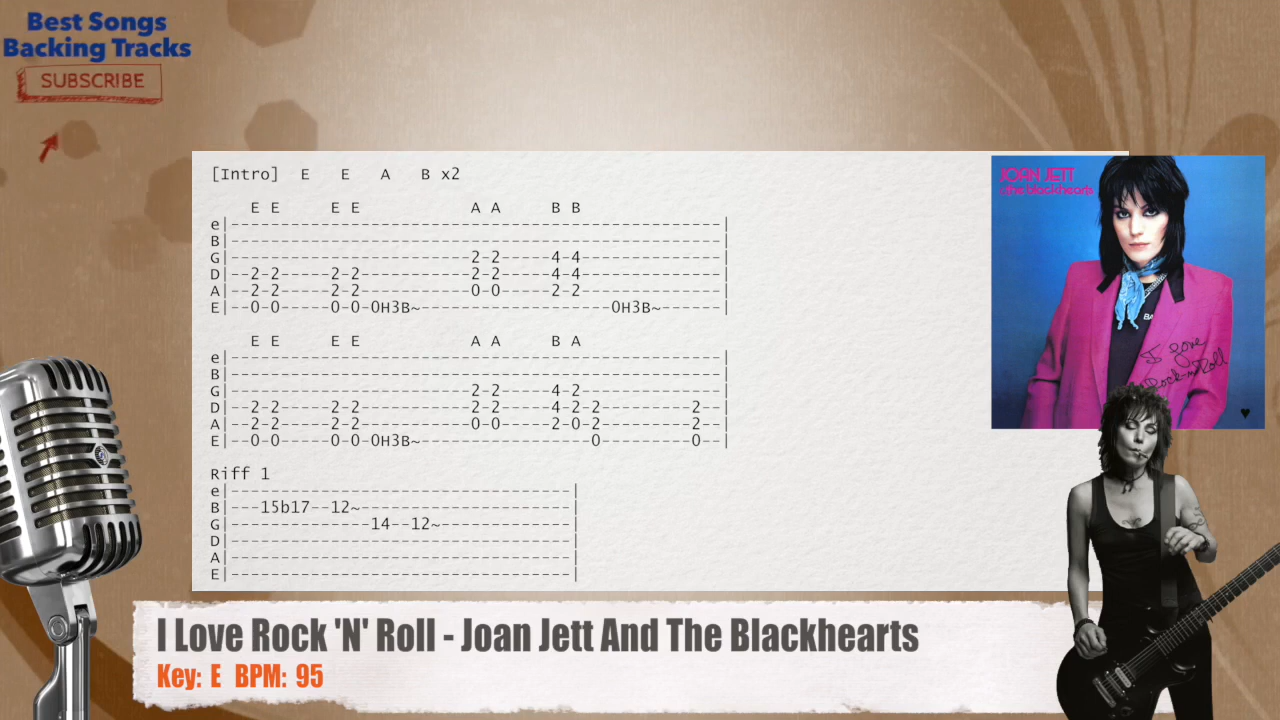 Best Songs
Backing Tracks
SUBSCRIBE
[Intro]  E   E   A   B x2
    E E     E E           A A     B B
e|-------------------------------------------------|
B|-------------------------------------------------|
G|------------------------2-2-----4-4--------------|
D|--2-2-----2-2-----------2-2-----4-4--------------|
A|--2-2-----2-2-----------0-0-----2-2--------------|
E|--0-0-----0-0-0H3B~-------------------0H3B~------|
    E E     E E           A A     B A
e|-------------------------------------------------|
B|-------------------------------------------------|
G|------------------------2-2-----4-2--------------|
D|--2-2-----2-2-----------2-2-----4-2-2---------2--|
A|--2-2-----2-2-----------0-0-----2-0-2---------2--|
E|--0-0-----0-0-0H3B~-----------------0---------0--|
Riff 1
e|----------------------------------|
B|---15b17--12~---------------------|
G|--------------14--12~-------------|
D|----------------------------------|
A|----------------------------------|
E|----------------------------------|
JOAN JETT
& the blackhearts
BA
I love
Rock-n-Roll
I Love Rock 'N' Roll - Joan Jett And The Blackhearts
Key: E BPM: 95